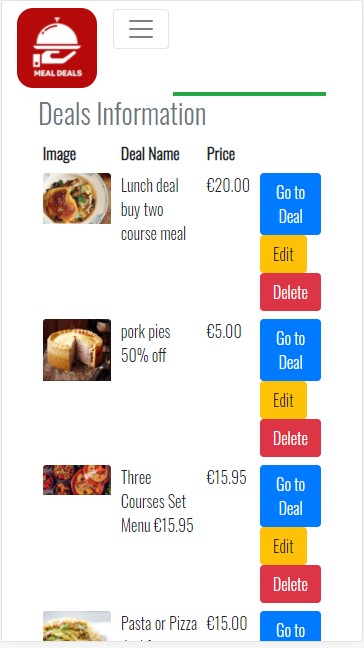 MEAL DEALS
Deals Information
Image Deal Name Price
Lunch deal
buy two
course meal
€20.00
Go to
Deal
Edit
Delete
pork pies
50% off
€5.00
Go to
Deal
Edit
Delete
Three
Courses Set
Menu €15.95
€15.95
Go to
Deal
Edit
Delete
Pasta or Pizza
€15.00
Go to